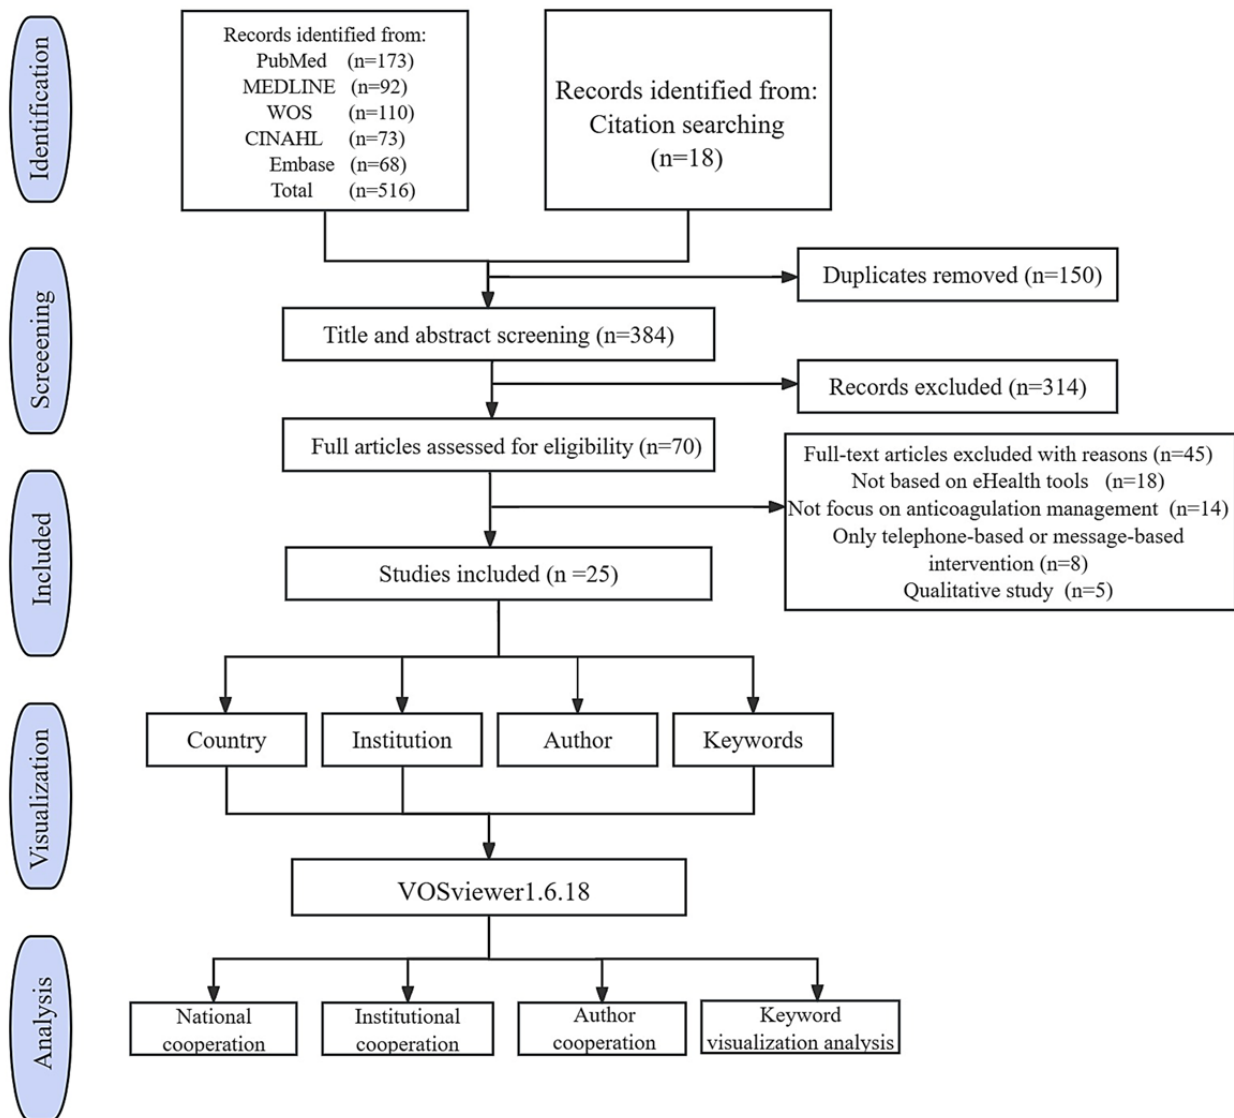 Identification
Records identified from:
PubMed (n=173)
MEDLINE (n=92)
WOS (n=110)
CINAHL (n=73)
Embase (n=68)
Total (n=516)
Records identified from:
Citation searching
(n=18)
Screening
Duplicates removed (n=150)
Title and abstract screening (n=384)
Records excluded (n=314)
Full articles assessed for eligibility (n=70)
Full-text articles excluded with reasons (n=45)
Not based on eHealth tools (n=18)
Not focus on anticoagulation management (n=14)
Only telephone-based or message-based
intervention (n=8)
Qualitative study (n=5)
Included
Studies included (n =25)
Visualization
Country
Institution
Author
Keywords
VOSviewer1.6.18
Analysis
National
cooperation
Institutional
cooperation
Author
cooperation
Keyword
visualization analysis